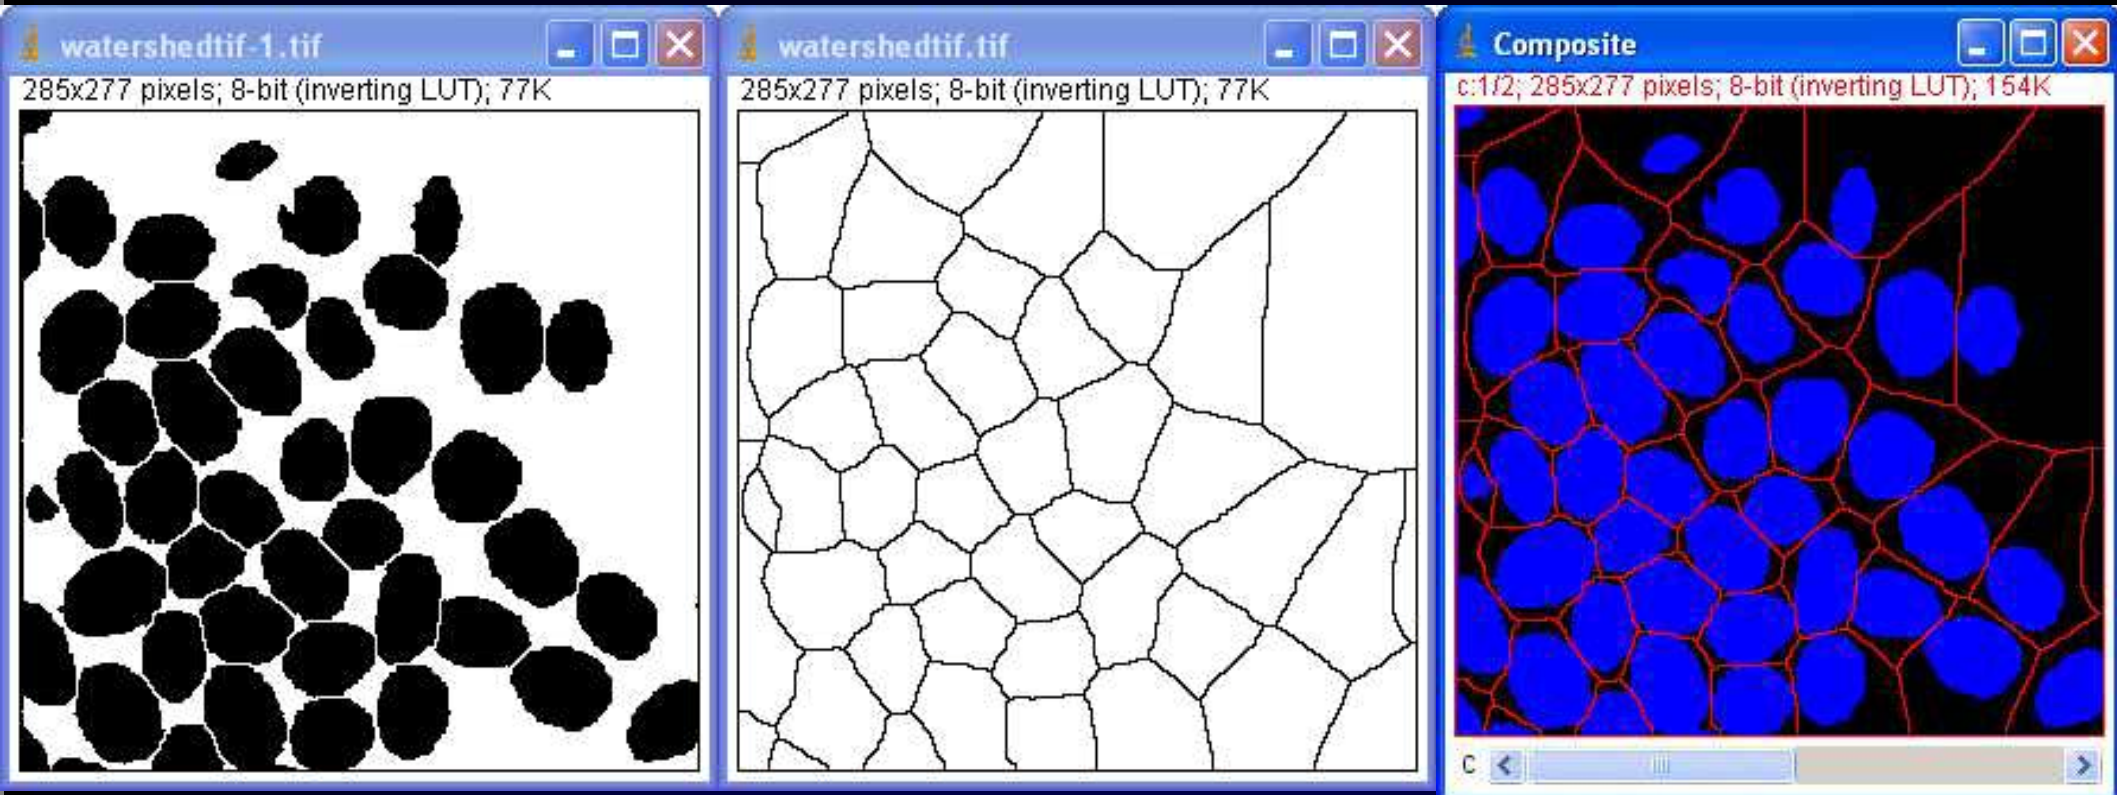 watershedtif-1.tif
285x277 pixels; 8-bit (inverting LUT); 77K
watershedtif.tif
285x277 pixels; 8-bit (inverting LUT); 77K
Composite
c:1/2; 285x277 pixels; 8-bit (inverting LUT); 154K
C